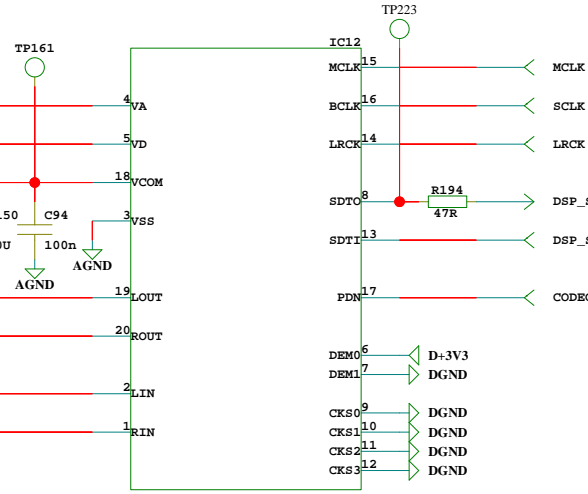 TP223
TP161
IC12
MCLK 15 MCLK
4 VA BCLK 16 SCLK
5 VD LRCK 14 LRCK
18 VCOM
SDTO 8 R194 47R
3 VSS
C94 100n
SDTI 13
AGND
AGND
19 LOUT PDN 17
20 ROUT
DEM0 6 D+3V3
DEM1 7 DGND
2 LIN
CKS0 9 DGND
1 RIN CKS1 10 DGND
CKS2 11 DGND
CKS3 12 DGND